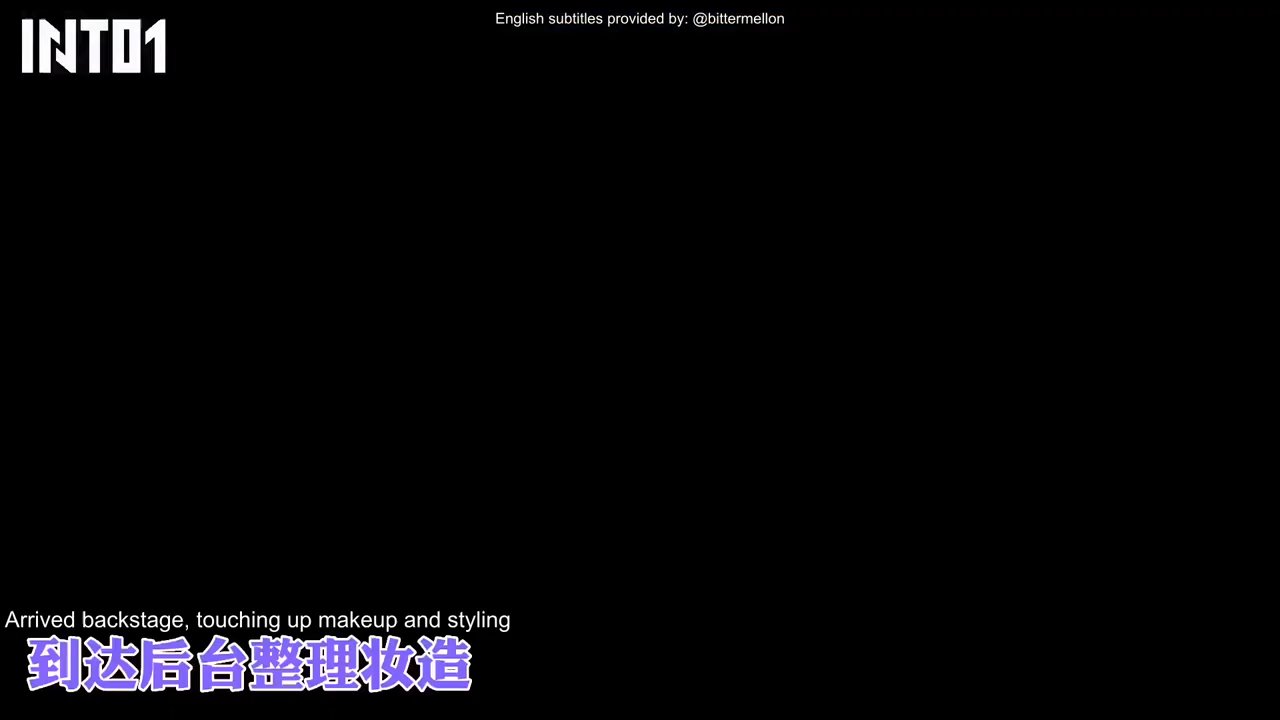 English subtitles provided by: @bittermellon
INTO1
Arrived backstage, touching up makeup and styling
到达后台整理妆造